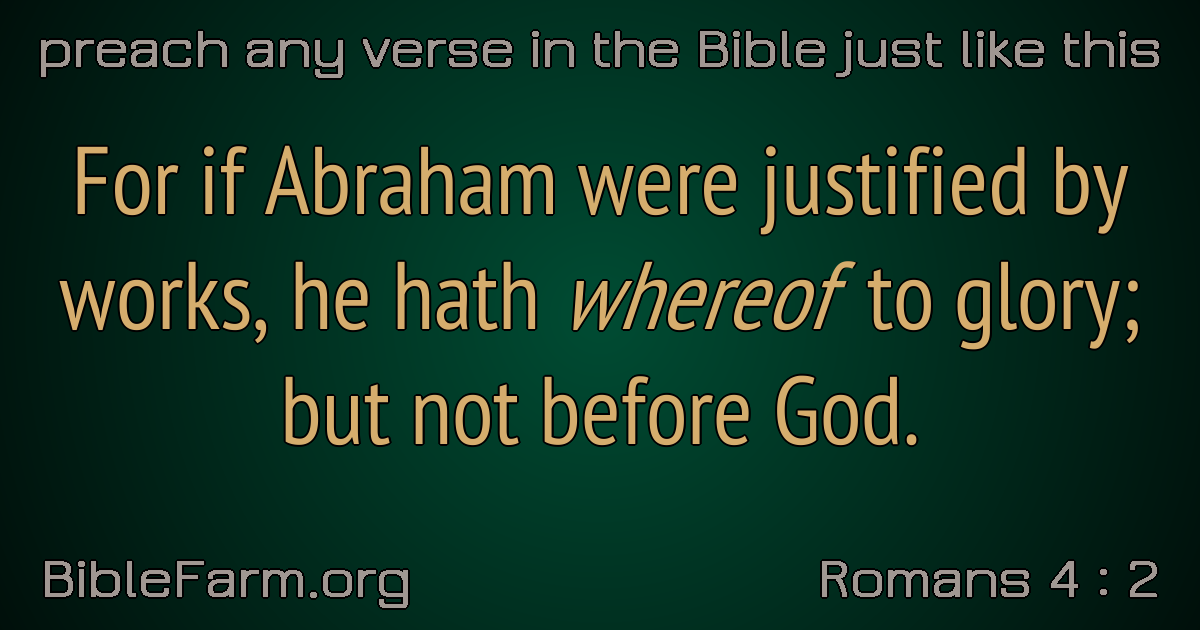 preach any verse in the Bible just like this
For if Abraham were justified by
works, he hath whereof to glory;
but not before God.
BibleFarm.org
Romans 4 : 2